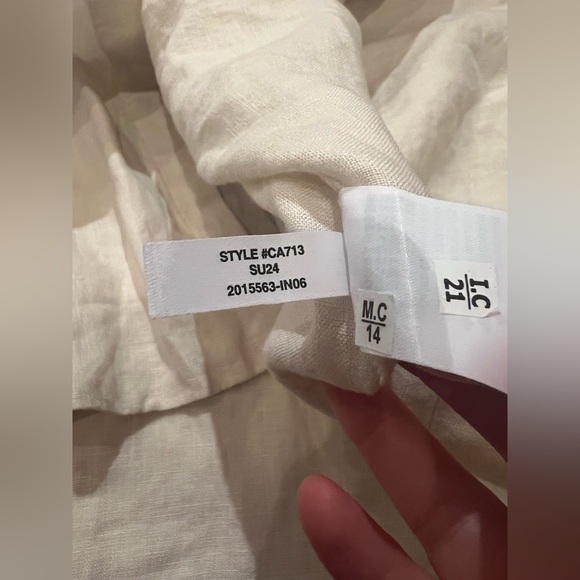 STYLE #CA713
SU24
2015563-IN06
M.C
14
I.C
21